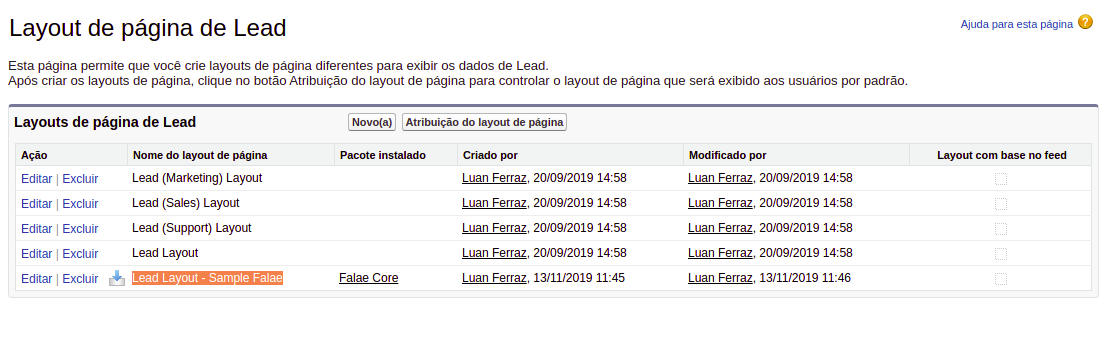 Layout de página de Lead
Ajuda para esta página ?
Esta página permite que você crie layouts de página diferentes para exibir os dados de Lead.
Após criar os layouts de página, clique no botão Atribuição do layout de página para controlar o layout de página que será exibido aos usuários por padrão.
Layouts de página de Lead Novo(a) Atribuição do layout de página
Ação Nome do layout de página Pacote instalado Criado por Modificado por Layout com base no feed
Editar | Excluir Lead (Marketing) Layout Luan Ferraz, 20/09/2019 14:58 Luan Ferraz, 20/09/2019 14:58
Editar | Excluir Lead (Sales) Layout Luan Ferraz, 20/09/2019 14:58 Luan Ferraz, 20/09/2019 14:58
Editar | Excluir Lead (Support) Layout Luan Ferraz, 20/09/2019 14:58 Luan Ferraz, 20/09/2019 14:58
Editar | Excluir Lead Layout Luan Ferraz, 20/09/2019 14:58 Luan Ferraz, 20/09/2019 14:58
Editar | Excluir Lead Layout - Sample Falae Falae Core Luan Ferraz, 13/11/2019 11:45 Luan Ferraz, 13/11/2019 11:46